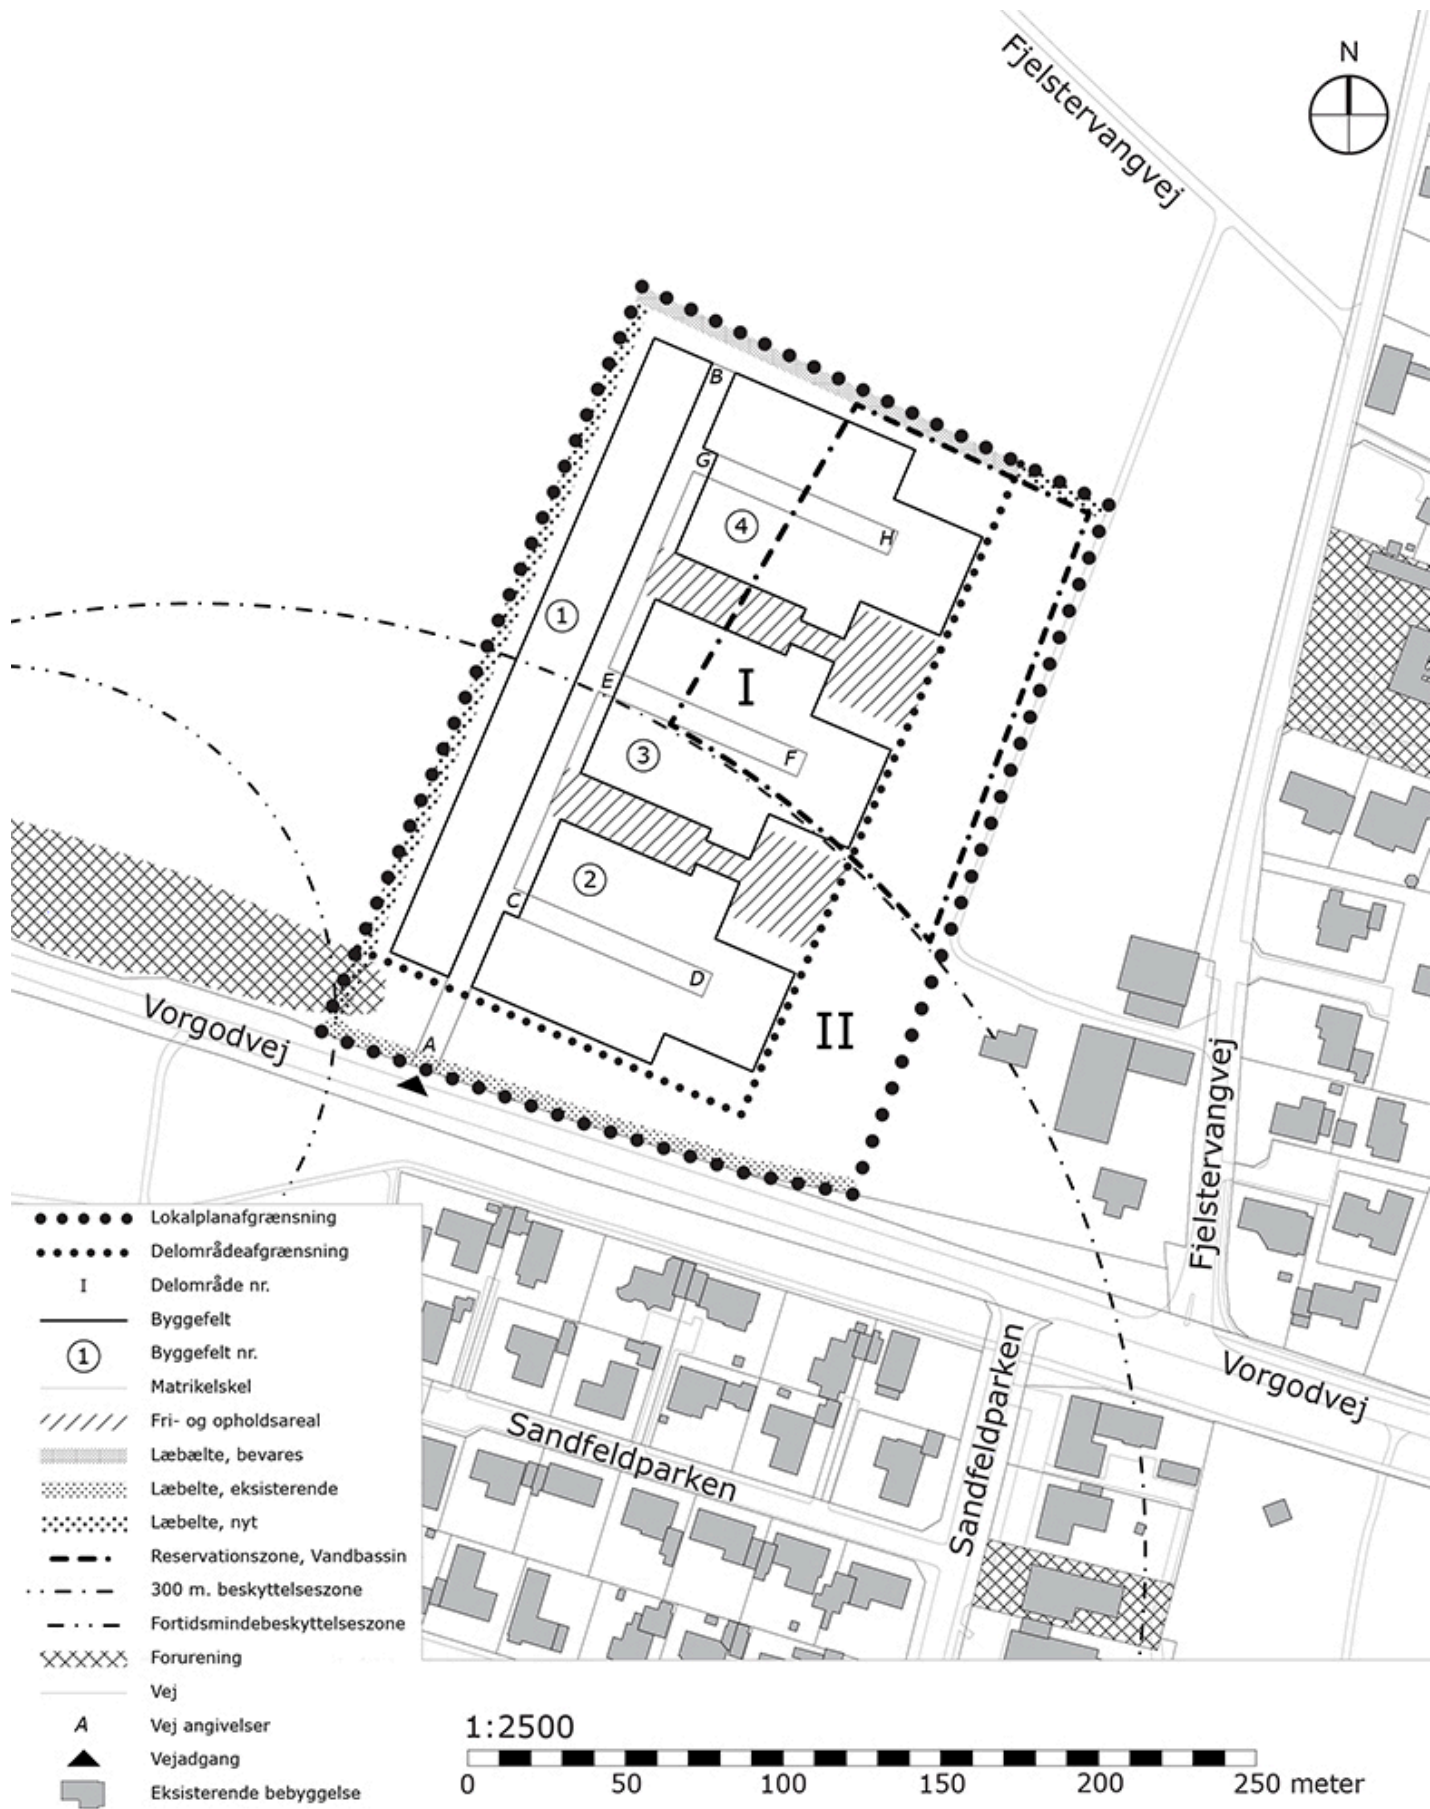 Fjelstervangvej
N
B
G
H
4
1
I
E
F
3
2
C
D
II
A
Vorgodvej
Fjelstervangvej
Vorgodvej
Sandfeldparken
Sandfeldparken
Lokalplanafgrænsning
Delområdeafgrænsning
I Delområde nr.
Byggefelt
1 Byggefelt nr.
Matrikelskel
Fri- og opholdsareal
Læbælte, bevares
Læbelte, eksisterende
Læbelte, nyt
Reservationszone, Vandbassin
300 m. beskyttelseszone
Fortidsmindebeskyttelseszone
Forurening
Vej
A Vej angivelser
Vejadgang
Eksisterende bebyggelse
1:2500
0 50 100 150 200 250 meter